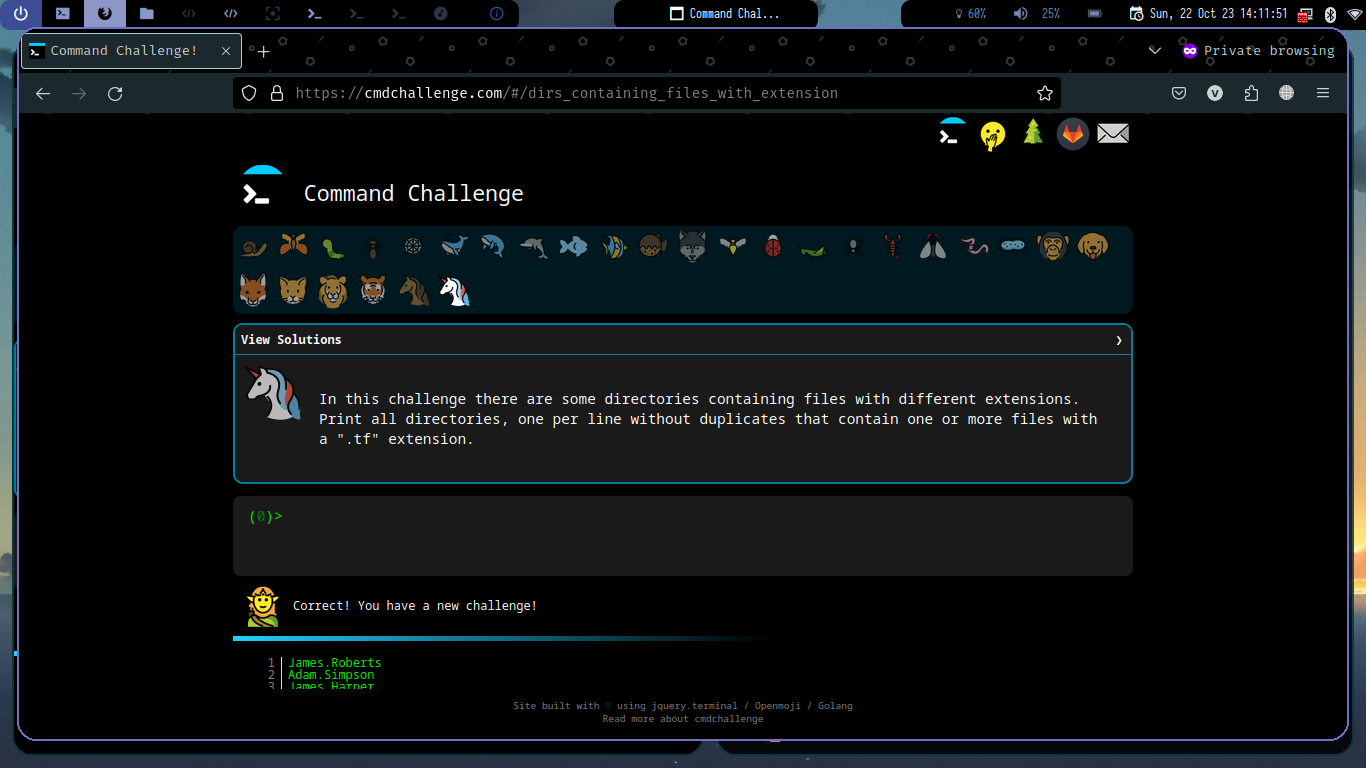 Command Chal...
60%
25%
Sun, 22 Oct 23 14:11:51
Command Challenge!
Private browsing
https://cmdchallenge.com/#/dirs_containing_files_with_extension
Command Challenge
View Solutions
In this challenge there are some directories containing files with different extensions.
Print all directories, one per line without duplicates that contain one or more files with
a ".tf" extension.
(0)>
Correct! You have a new challenge!
1 James.Roberts
2 Adam.Simpson
3 James.Harper
Site built with ♡ using jquery.terminal / Openmoji / Golang
Read more about cmdchallenge